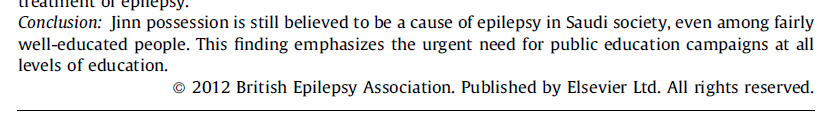 treatment of epilepsy.
Conclusion: Jinn possession is still believed to be a cause of epilepsy in Saudi society, even among fairly
well-educated people. This finding emphasizes the urgent need for public education campaigns at all
levels of education.
© 2012 British Epilepsy Association. Published by Elsevier Ltd. All rights reserved.